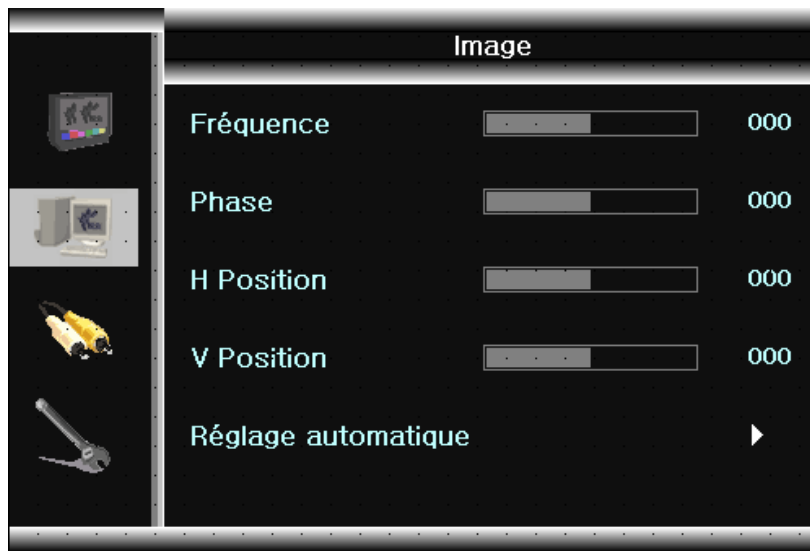 Image
Fréquence 000
Phase 000
H Position 000
V Position 000
Réglage automatique